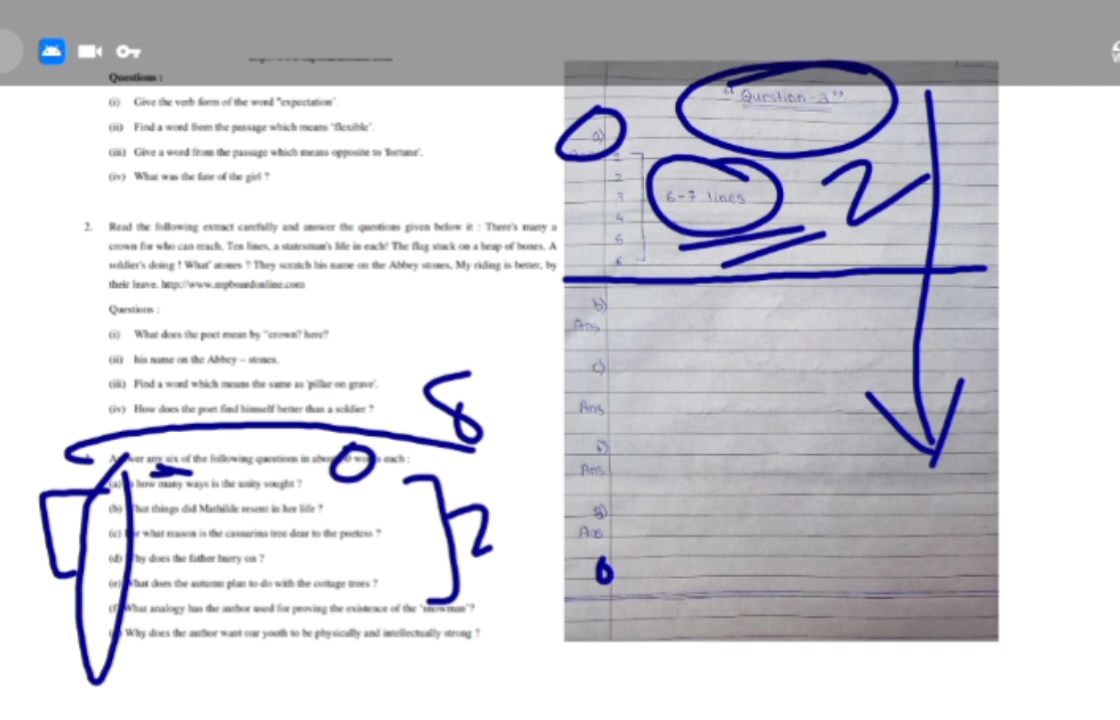 Questions :
(i) Give the verb form of the word "expectation'.
(ii) Find a word from the passage which means 'flexible'.
(iii) Give a word from the passage which means opposite to 'fortune'.
(iv) What was the fate of the girl ?
2. Read the following extract carefully and answer the questions given below it : There's many a
crown for who can reach, Ten lines, a statesman's life in each! The flag stuck on a heap of bones, A
soldier's doing ! What' atones ? They scratch his name on the Abbey stones, My riding is better, by
their leave. http://www.mpboardonline.com
Questions :
(i) What does the poet mean by "crown? here?
(ii) his name on the Abbey – stones.
(iii) Find a word which means the same as 'pillar on grave'.
(iv) How does the poet find himself better than a soldier ?
8
any six of the following questions in about words each :
(a) how many ways is the unity sought ?
(b) hat things did Mathilde resent in her life ?
(c) r what reason is the casuarina tree dear to the poetess ?
(d) hy does the father hurry on ?
(e) hat does the autumn plan to do with the cottage trees ?
(f) What analogy has the author used for proving the existence of the 'snowman'?
Why does the author want our youth to be physically and intellectually strong ?
2
"Question-3"
a)
1
2
3 6-7 lines
4
5
6
2
b)
Ans
c)
Ans
Ans
g)
Ans